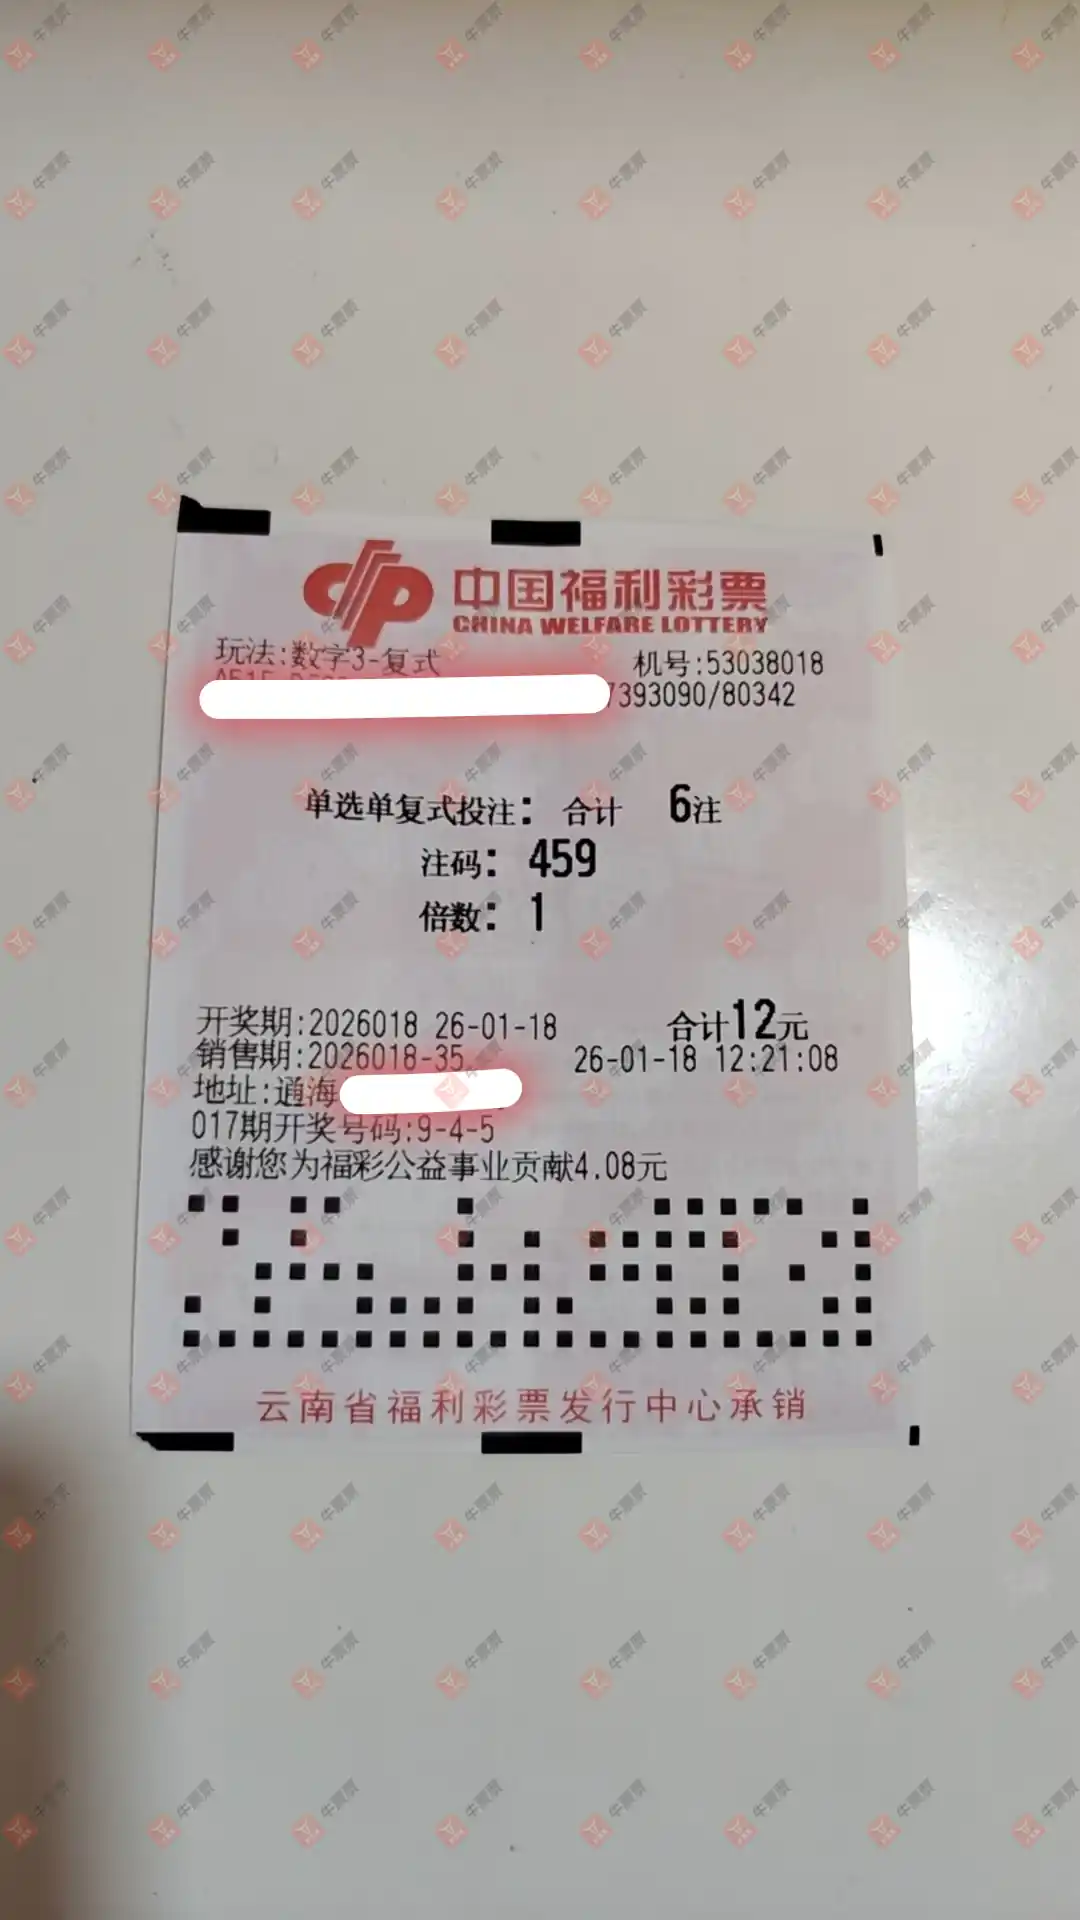 中国福利彩票
CHINA WELFARE LOTTERY
玩法:数字3-复式 机号:53038018
7393090/80342
单选单复式投注: 合计 6注
注码: 459
倍数: 1
开奖期:2026018 26-01-18 合计12元
销售期:2026018-35 26-01-18 12:21:08
地址:通海
017期开奖号码:9-4-5
感谢您为福彩公益事业贡献4.08元
云南省福利彩票发行中心承销
牛票票